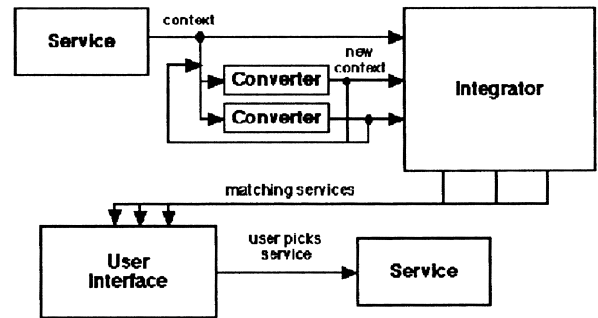 context
Service
new
context
Converter
Converter
Integrator
matching services
User
Interface
user picks
service
Service